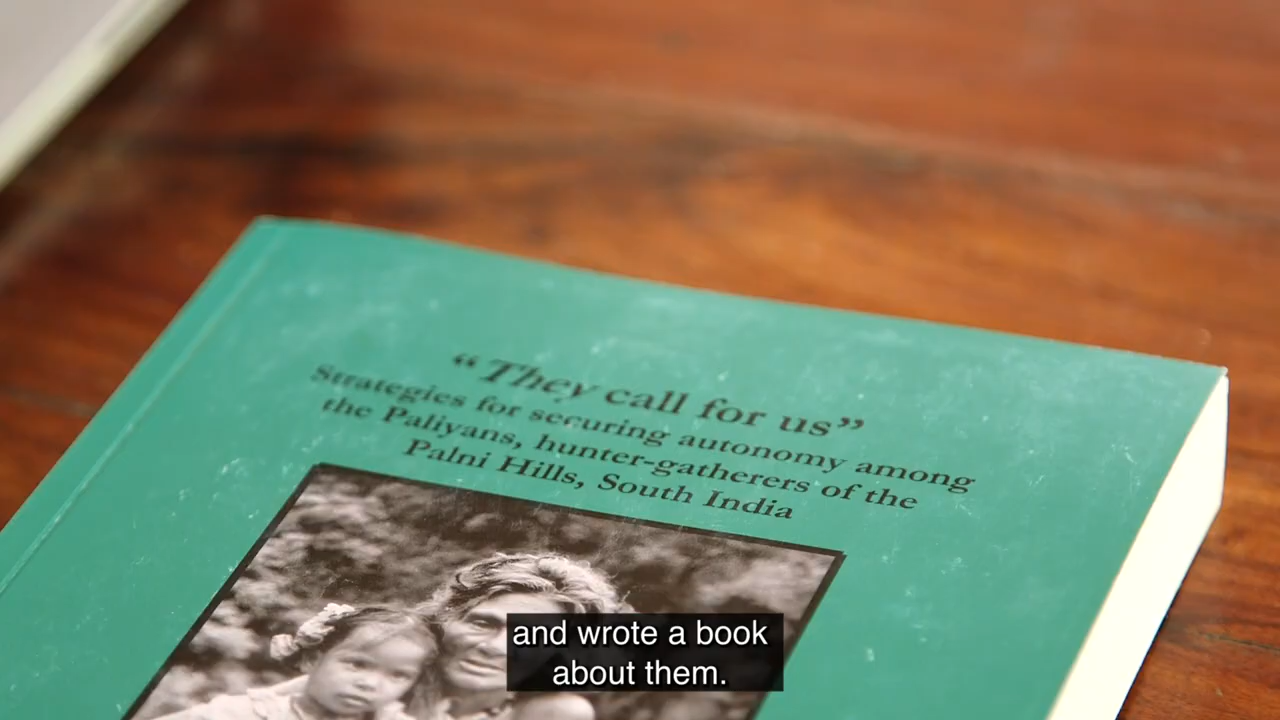 “They call for us”
Strategies for securing autonomy among
the Paliyans, hunter-gatherers of the
Palni Hills, South India
and wrote a book
about them.